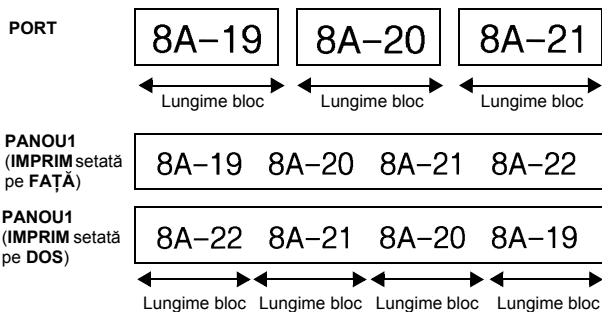 PORT
8A–19 8A–20 8A–21
Lungime bloc Lungime bloc Lungime bloc
PANOU1
(IMPRIM setată
pe FAȚĂ)
8A–19 8A–20 8A–21 8A–22
PANOU1
(IMPRIM setată
pe DOS)
8A–22 8A–21 8A–20 8A–19
Lungime bloc Lungime bloc Lungime bloc Lungime bloc